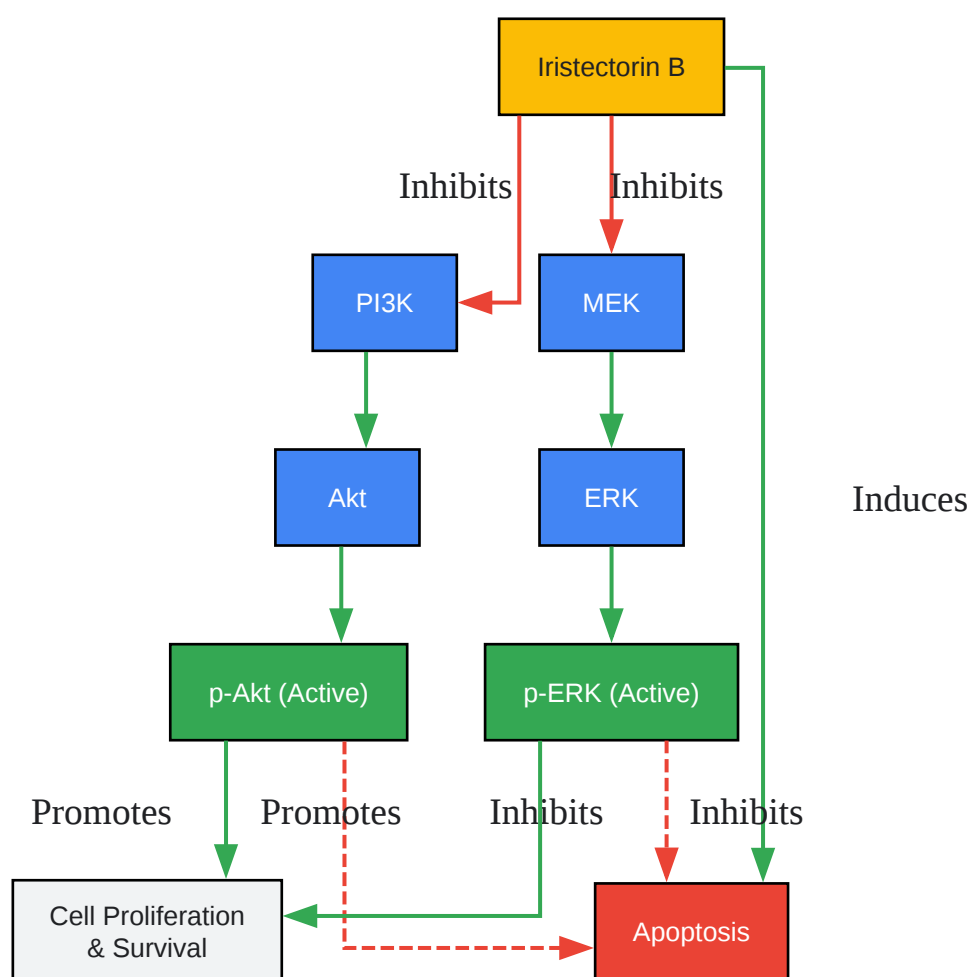 Iristectorin B
Inhibits
Inhibits
PI3K
MEK
Akt
ERK
Induces
p-Akt (Active)
p-ERK (Active)
Promotes
Promotes
Inhibits
Inhibits
Cell Proliferation
& Survival
Apoptosis